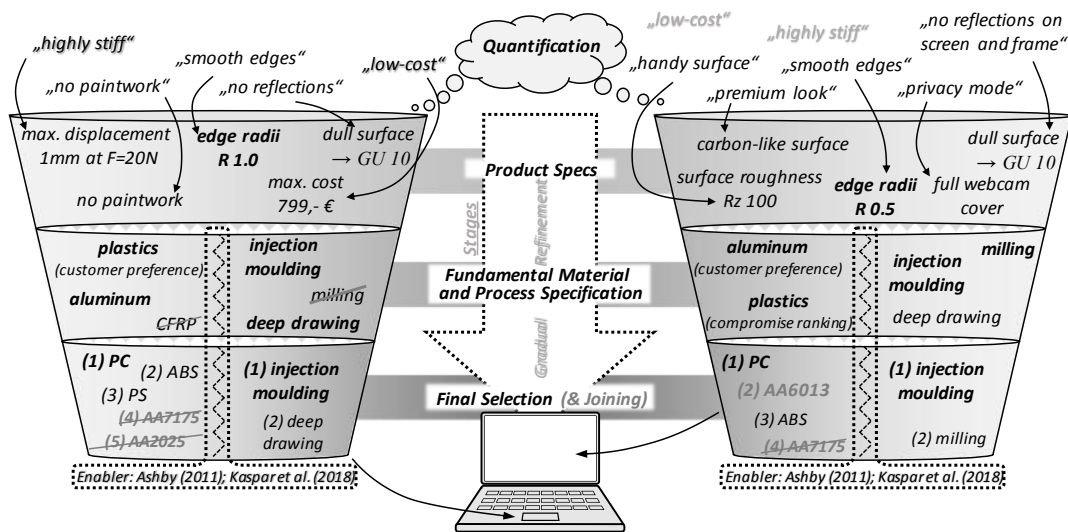 „highly stiff“
„no paintwork“
„smooth edges“
„no reflections“
„low-cost“
Quantification
„low-cost“
„handy surface“
„premium look“
„highly stiff“
„smooth edges“
„no reflections on
screen and frame“
„privacy mode“
max. displacement
1mm at F=20N
edge radii
R 1.0
dull surface
→ GU 10
no paintwork
max. cost
799,- €
plastics
(customer preference)
aluminum
CFRP
injection
moulding
milling
deep drawing
(1) PC
(2) ABS
(3) PS
(4) AA7175
(5) AA2025
(1) injection
moulding
(2) deep
drawing
Enabler: Ashby (2011); Kaspar et al. (2018)
Product Specs
Stages
Gradual Refinement
Fundamental Material
and Process Specification
Final Selection (& Joining)
carbon-like surface
dull surface
→ GU 10
surface roughness
Rz 100
edge radii
R 0.5
full webcam
cover
aluminum
(customer preference)
plastics
(compromise ranking)
milling
injection
moulding
deep drawing
(1) PC
(2) AA6013
(3) ABS
(4) AA7175
(1) injection
moulding
(2) milling
Enabler: Ashby (2011); Kaspar et al. (2018)